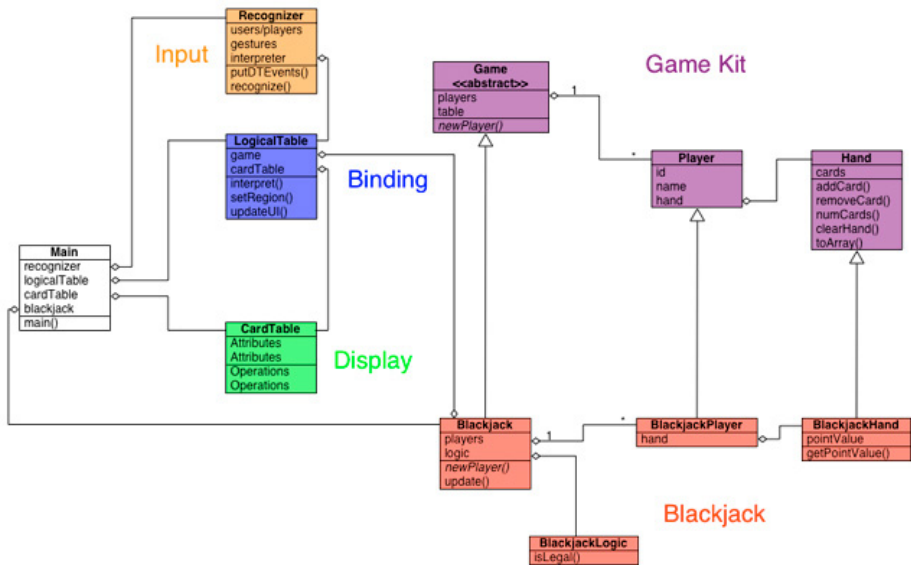 Recognizer
users/players
gestures
interpreter
putDTEvents()
recognize()
Input
LogicalTable
game
cardTable
interpret()
setRegion()
updateUI()
Binding
Main
recognizer
logicalTable
cardTable
blackjack
main()
CardTable
Attributes
Attributes
Operations
Operations
Display
Game Kit
Game
<<abstract>>
players
table
newPlayer()
1
*
Player
id
name
hand
Hand
cards
addCard()
removeCard()
numCards()
clearHand()
toArray()
Blackjack
players
logic
newPlayer()
update()
1
*
BlackjackPlayer
hand
BlackjackHand
pointValue
getPointValue()
Blackjack
BlackjackLogic
isLegal()